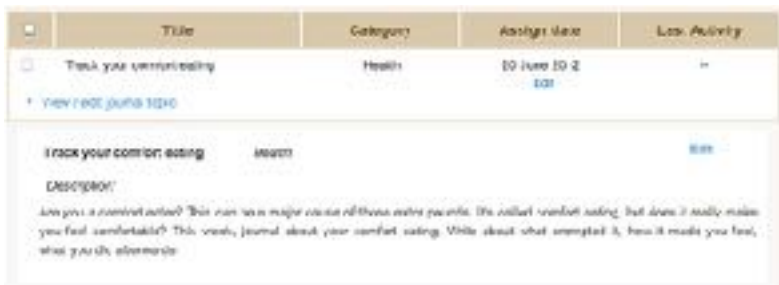 Title Category Assign date Last Activity
Track your comfort eating Health 20 June
Edit
View / edit journal topic
Track your comfort eating Health Edit
Description:
Are you a comfort eater? This can be a major cause of those extra pounds. It's called comfort eating, but does it really make
you feel comfortable? This week, journal about your comfort eating. Write about what prompted it, how it made you feel,
what you did afterwards